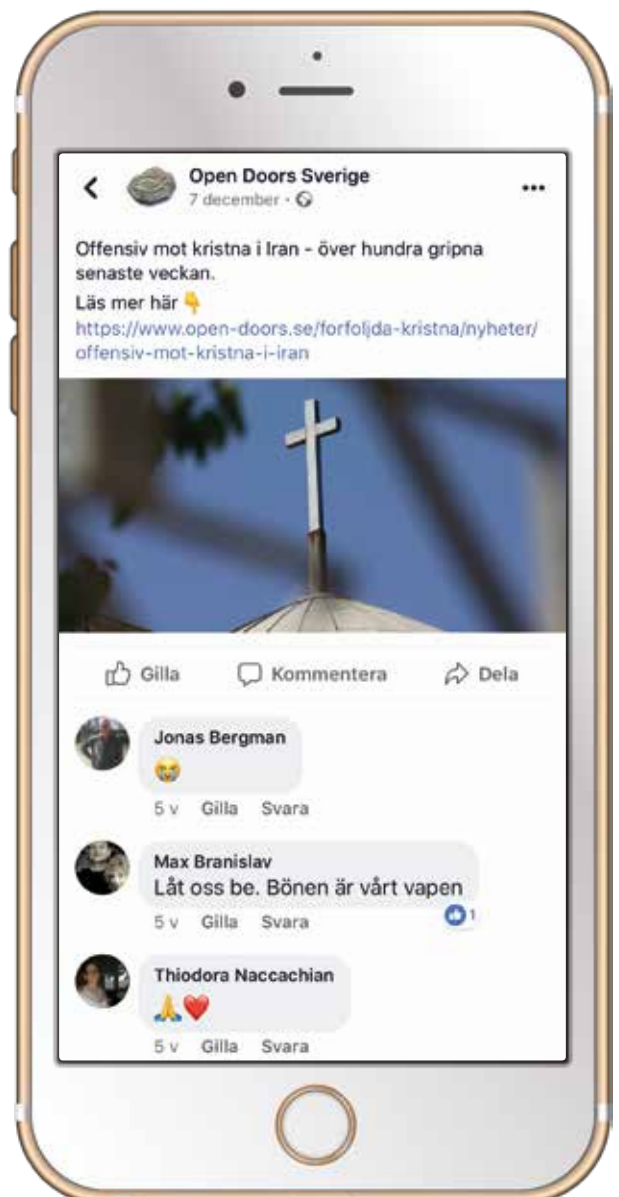 Open Doors Sverige
7 december ·
Offensiv mot kristna i Iran - över hundra gripna
senaste veckan.
Läs mer här 👇
https://www.open-doors.se/forfoljda-kristna/nyheter/
offensiv-mot-kristna-i-iran
Gilla Kommentera Dela
Jonas Bergman
😭
5 v Gilla Svara
Max Branislav
Låt oss be. Bönen är vårt vapen
5 v Gilla Svara 1
Thiodora Naccachian
🙏❤️
5 v Gilla Svara